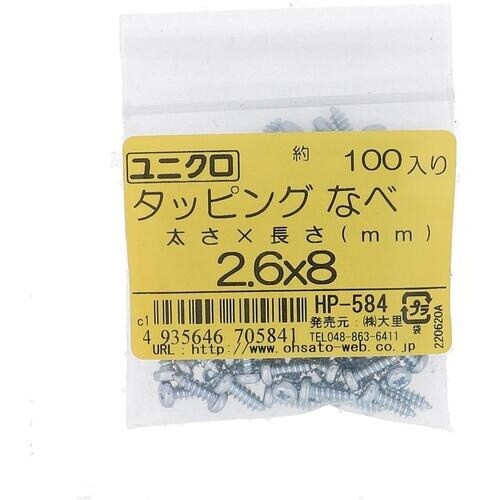 ユニクロ 約 100入り
タッピング なべ
太さ×長さ(mm)
2.6x8
HP-584 プラ
c1 発売元:㈱大里 袋
4 935646 705841 TEL048-863-6411
URL: http://www.ohsato-web.co.jp
220620A